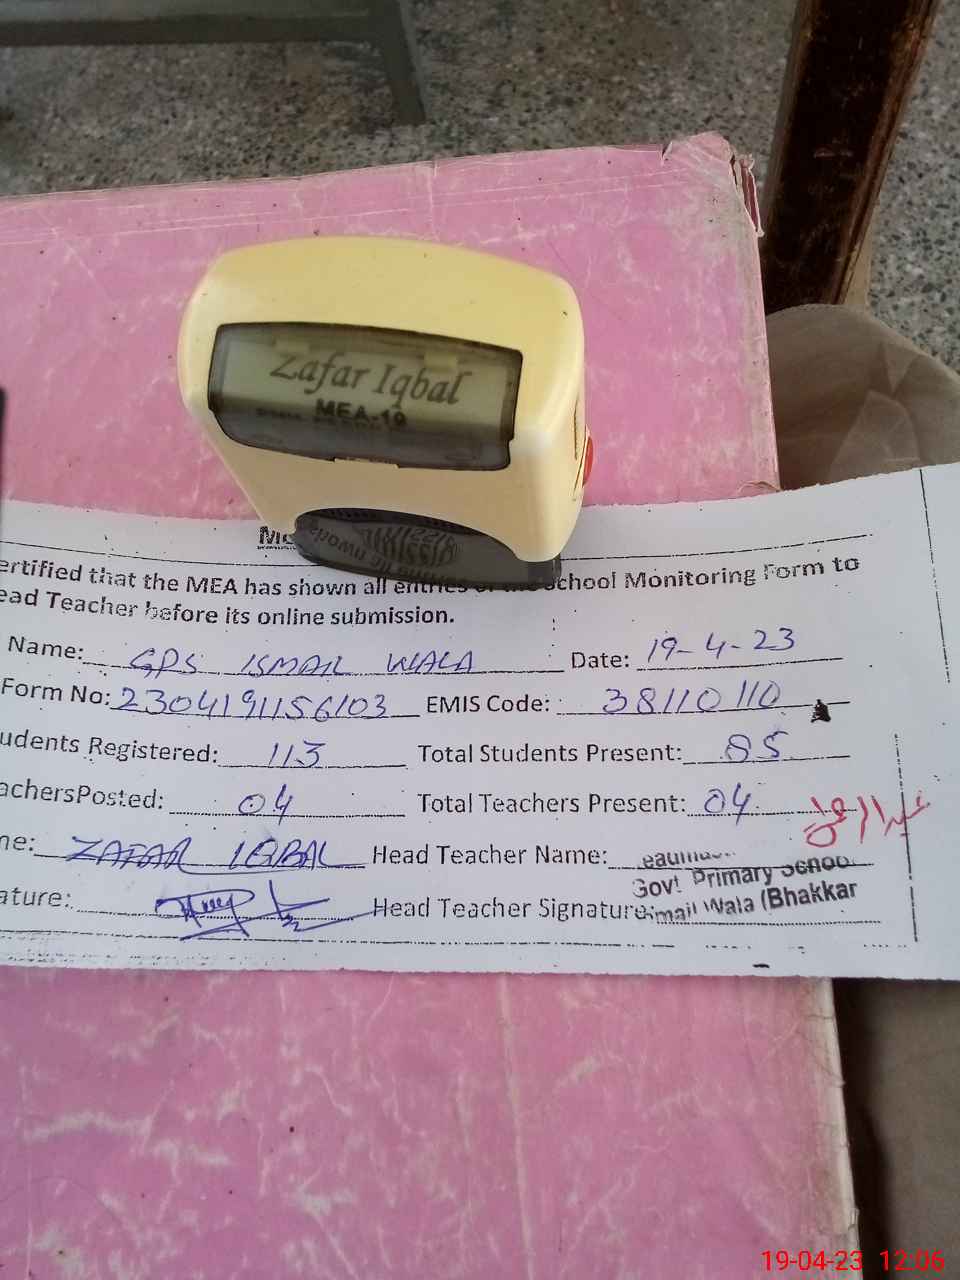 Zafar Iqbal
MEA-19
ertified that the MEA has shown all entries School Monitoring Form to
ead Teacher before its online submission.
Name: GPS ISMAIL WALA Date: 19-4-23
Form No: 2304191156103 EMIS Code: 38110110
udents Registered: 113 Total Students Present: 85
achersPosted: 04 Total Teachers Present: 04
me: ZAFAR IQBAL Head Teacher Name:
Govt Primary School
ature: Head Teacher Signature: mail Wala (Bhakkar
19-04-23 12:06